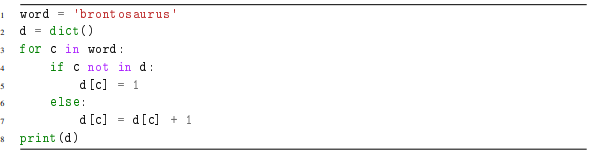 1 word = 'brontosaurus'
2 d = dict()
3 for c in word:
4     if c not in d:
5         d[c] = 1
6     else:
7         d[c] = d[c] + 1
8 print(d)